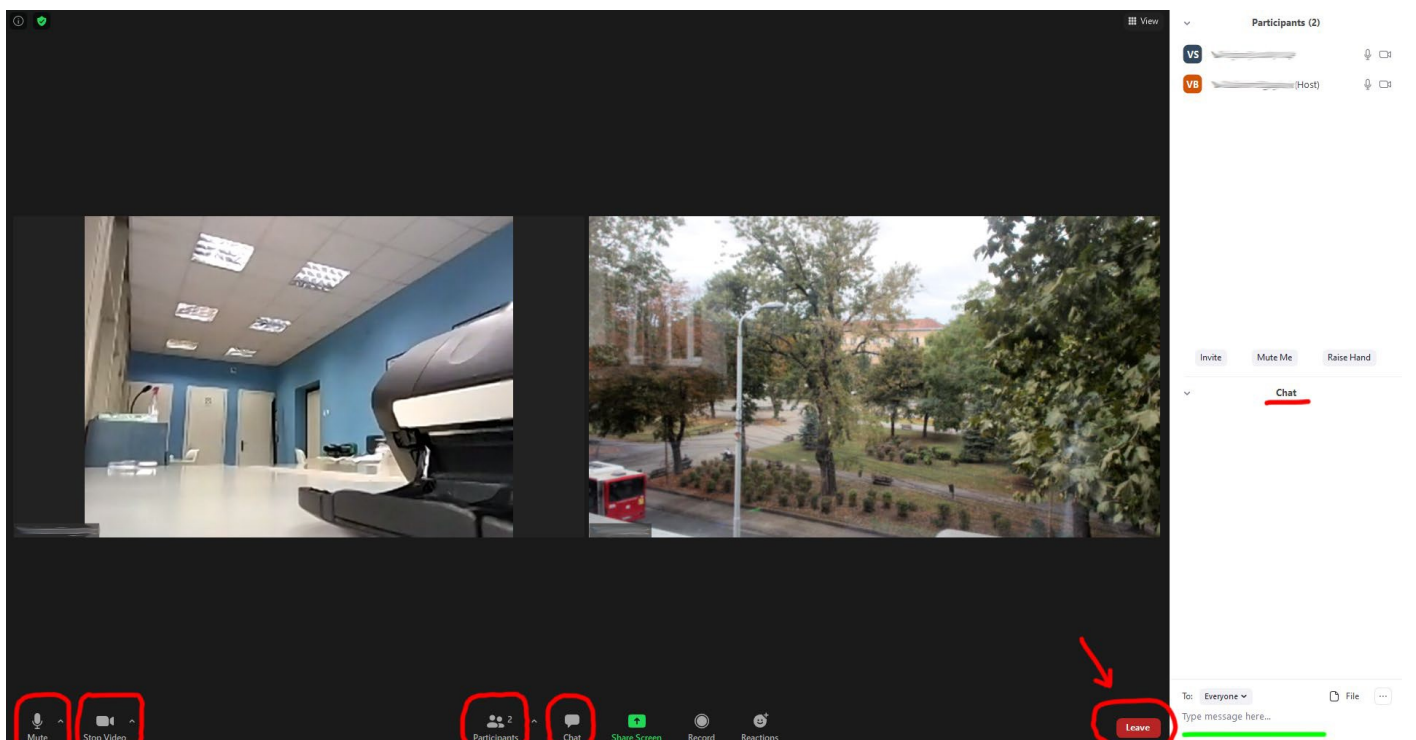 View
Participants (2)
VS
VB (Host)
Invite Mute Me Raise Hand
Chat
To: Everyone File ...
Type message here...
Mute Stop Video Participants 2 Chat Share Screen Record Reactions Leave